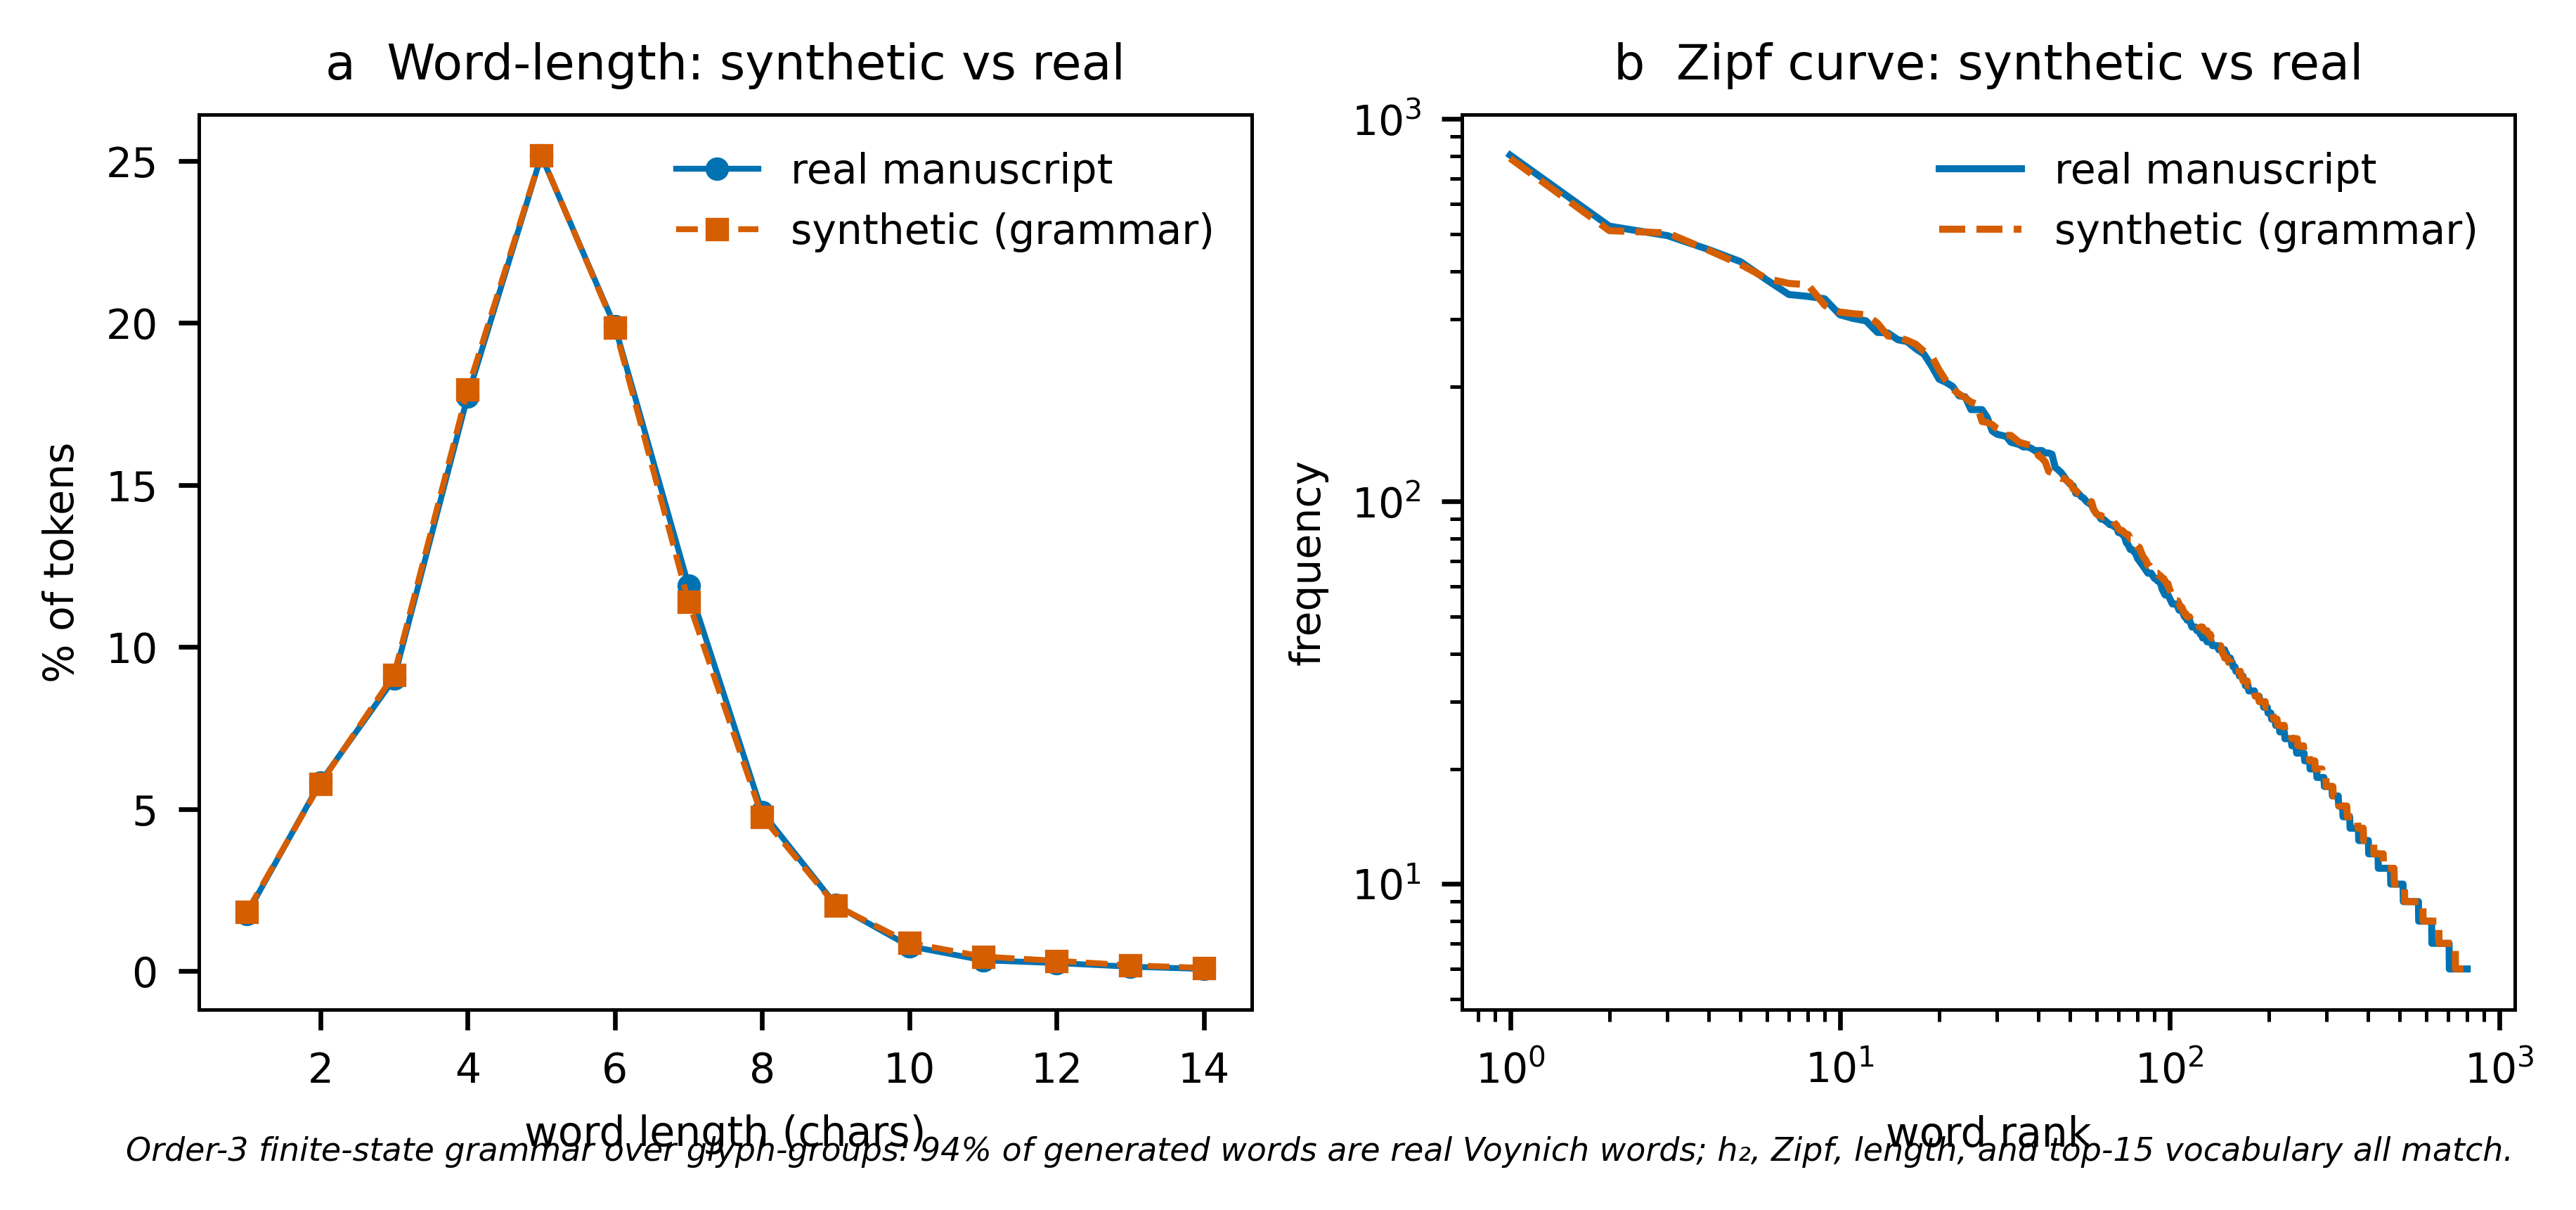 a Word-length: synthetic vs real
25
20
15
10
5
0
% of tokens
real manuscript
synthetic (grammar)
2 4 6 8 10 12 14
word length (chars)
b Zipf curve: synthetic vs real
10³
10²
10¹
frequency
real manuscript
synthetic (grammar)
10⁰ 10¹ 10² 10³
word rank
Order-3 finite-state grammar over glyph-groups: 94% of generated words are real Voynich words; h₂, Zipf, length, and top-15 vocabulary all match.